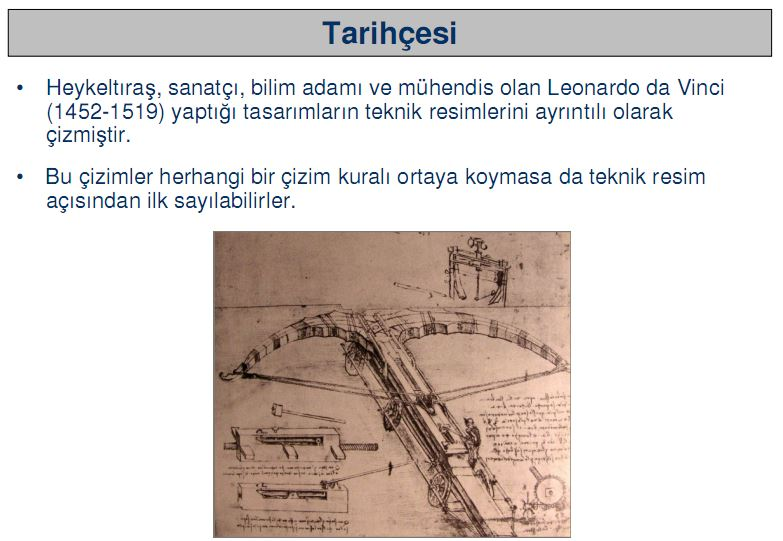 Tarihçesi
• Heykeltıraş, sanatçı, bilim adamı ve mühendis olan Leonardo da Vinci
(1452-1519) yaptığı tasarımların teknik resimlerini ayrıntılı olarak
çizmiştir.
• Bu çizimler herhangi bir çizim kuralı ortaya koymasa da teknik resim
açısından ilk sayılabilirler.